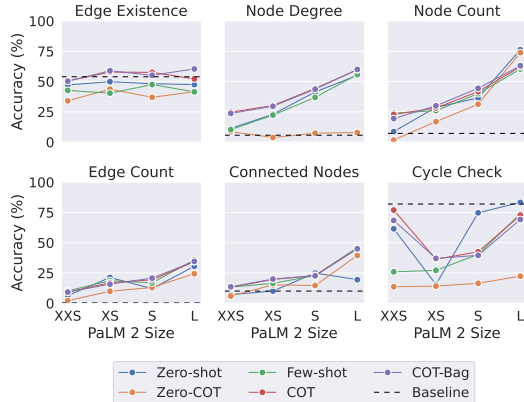 Edge Existence Node Degree Node Count
100
75
50
25
0
Accuracy (%)
Edge Count Connected Nodes Cycle Check
100
75
50
25
0
Accuracy (%)
XXS XS S L XXS XS S L XXS XS S L
PaLM 2 Size PaLM 2 Size PaLM 2 Size
Zero-shot Few-shot COT-Bag
Zero-COT COT Baseline